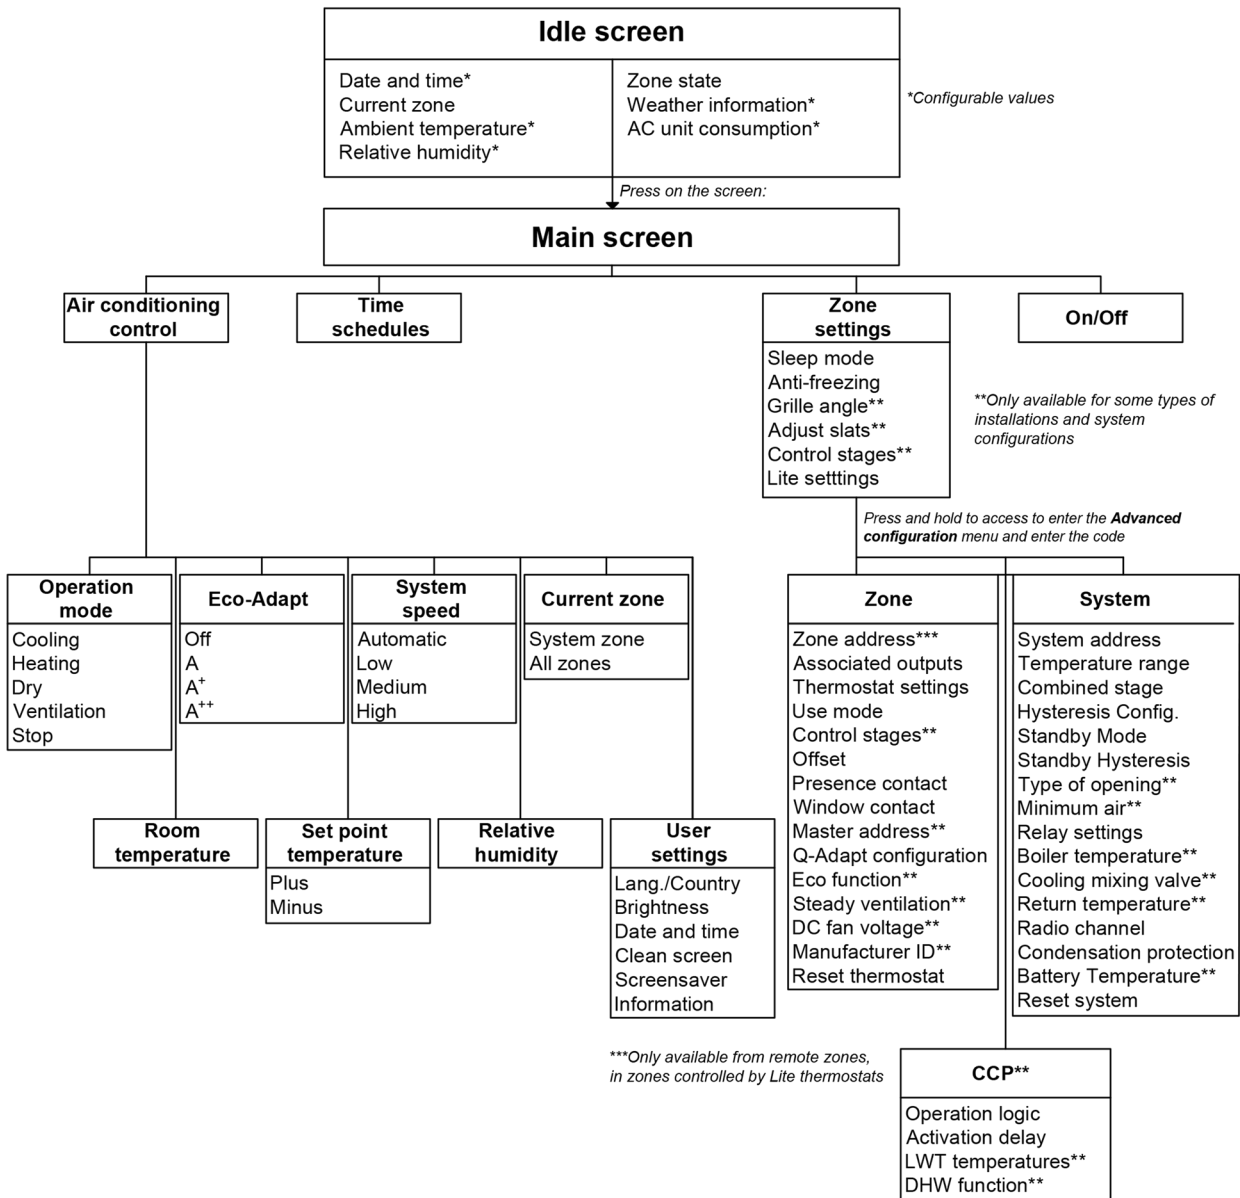 Idle screen
Date and time*
Current zone
Ambient temperature*
Relative humidity*
Zone state
Weather information*
AC unit consumption*
*Configurable values
Press on the screen:
Main screen
Air conditioning
control
Time
schedules
Zone
settings
Sleep mode
Anti-freezing
Grille angle**
Adjust slats**
Control stages**
Lite setttings
On/Off
**Only available for some types of
installations and system
configurations
Press and hold to access to enter the Advanced
configuration menu and enter the code
Operation
mode
Cooling
Heating
Dry
Ventilation
Stop
Eco-Adapt
Off
A
A+
A++
System
speed
Automatic
Low
Medium
High
Current zone
System zone
All zones
Room
temperature
Set point
temperature
Plus
Minus
Relative
humidity
User
settings
Lang./Country
Brightness
Date and time
Clean screen
Screensaver
Information
Zone
Zone address***
Associated outputs
Thermostat settings
Use mode
Control stages**
Offset
Presence contact
Window contact
Master address**
Q-Adapt configuration
Eco function**
Steady ventilation**
DC fan voltage**
Manufacturer ID**
Reset thermostat
System
System address
Temperature range
Combined stage
Hysteresis Config.
Standby Mode
Standby Hysteresis
Type of opening**
Minimum air**
Relay settings
Boiler temperature**
Cooling mixing valve**
Return temperature**
Radio channel
Condensation protection
Battery Temperature**
Reset system
***Only available from remote zones,
in zones controlled by Lite thermostats
CCP**
Operation logic
Activation delay
LWT temperatures**
DHW function**